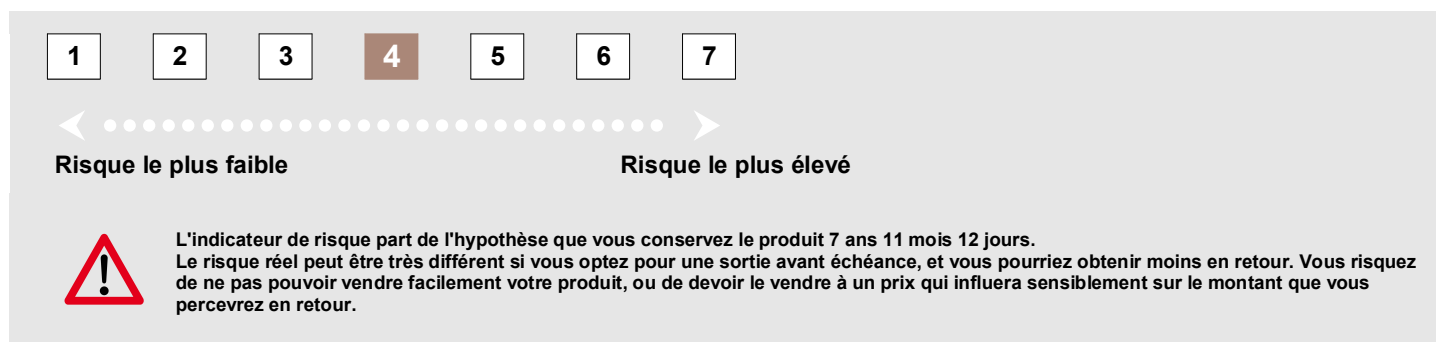 1 2 3 4 5 6 7
Risque le plus faible Risque le plus élevé
L'indicateur de risque part de l'hypothèse que vous conservez le produit 7 ans 11 mois 12 jours.
Le risque réel peut être très différent si vous optez pour une sortie avant échéance, et vous pourriez obtenir moins en retour. Vous risquez
de ne pas pouvoir vendre facilement votre produit, ou de devoir le vendre à un prix qui influera sensiblement sur le montant que vous
percevrez en retour.